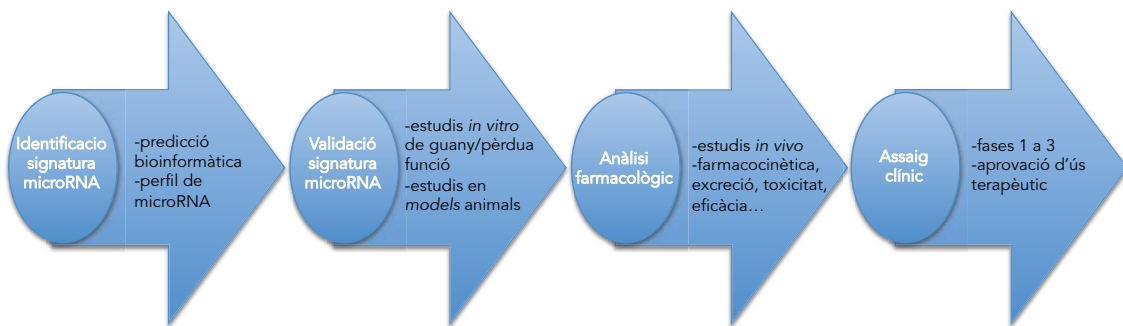 Identificacio
signatura
microRNA
-predicció
bioinformàtica
-perfil de
microRNA
Validació
signatura
microRNA
-estudis in vitro
de guany/pèrdua
funció
-estudis en
models animals
Anàlisi
farmacològic
-estudis in vivo
-farmacocinètica,
excreció, toxicitat,
eficàcia…
Assaig
clínic
-fases 1 a 3
-aprovació d’ús
terapèutic